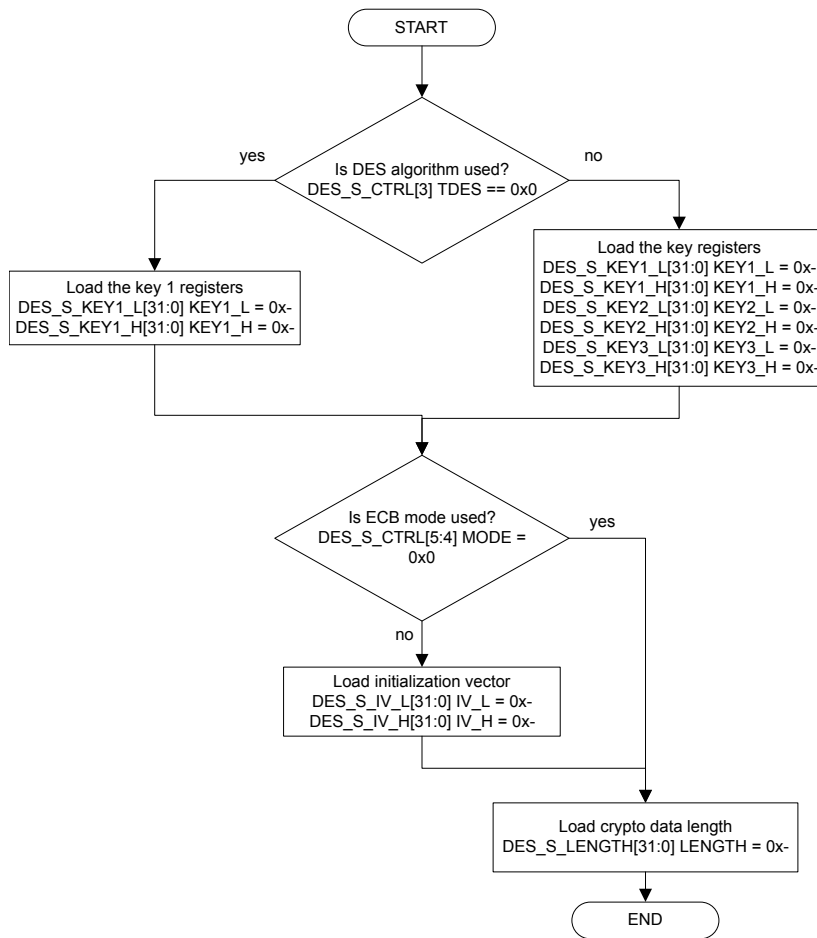 START
yes
no
Is DES algorithm used?
DES_S_CTRL[3] TDES == 0x0
Load the key 1 registers
DES_S_KEY1_L[31:0] KEY1_L = 0x-
DES_S_KEY1_H[31:0] KEY1_H = 0x-
Load the key registers
DES_S_KEY1_L[31:0] KEY1_L = 0x-
DES_S_KEY1_H[31:0] KEY1_H = 0x-
DES_S_KEY2_L[31:0] KEY2_L = 0x-
DES_S_KEY2_H[31:0] KEY2_H = 0x-
DES_S_KEY3_L[31:0] KEY3_L = 0x-
DES_S_KEY3_H[31:0] KEY3_H = 0x-
Is ECB mode used?
DES_S_CTRL[5:4] MODE =
0x0
yes
no
Load initialization vector
DES_S_IV_L[31:0] IV_L = 0x-
DES_S_IV_H[31:0] IV_H = 0x-
Load crypto data length
DES_S_LENGTH[31:0] LENGTH = 0x-
END